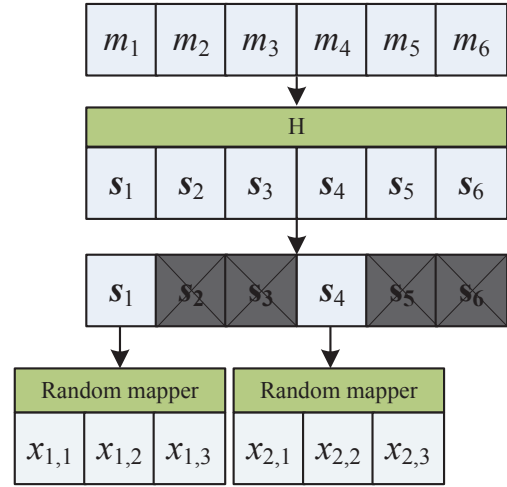 m₁ m₂ m₃ m₄ m₅ m₆
H
s₁ s₂ s₃ s₄ s₅ s₆
s₁ s₂ s₃ s₄ s₅ s₆
Random mapper Random mapper
x₁,₁ x₁,₂ x₁,₃ x₂,₁ x₂,₂ x₂,₃